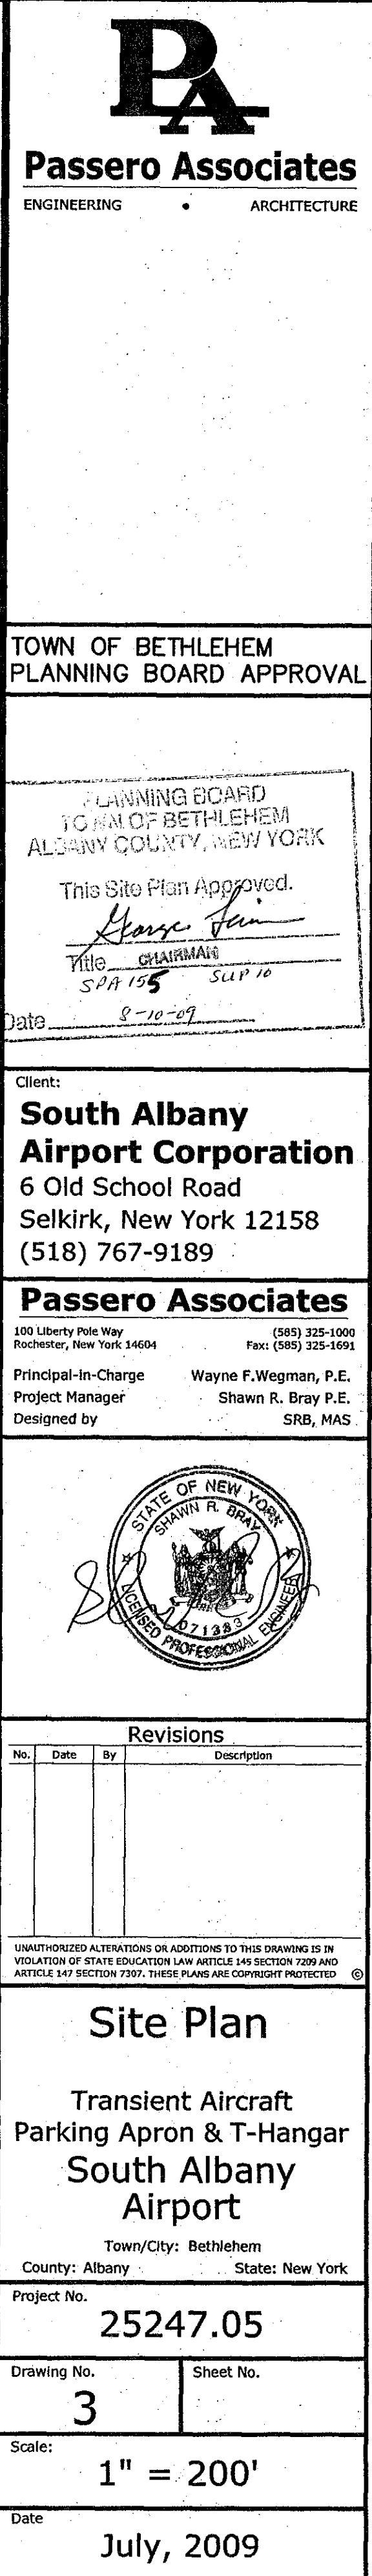 PA
Passero Associates
ENGINEERING • ARCHITECTURE
TOWN OF BETHLEHEM
PLANNING BOARD APPROVAL
PLANNING BOARD
TOWN OF BETHLEHEM
ALBANY COUNTY, NEW YORK
This Site Plan Approved.
George
Title CHAIRMAN
SPA 155 SUP 10
Date 8-10-09
Client:
South Albany
Airport Corporation
6 Old School Road
Selkirk, New York 12158
(518) 767-9189
Passero Associates
100 Liberty Pole Way (585) 325-1000
Rochester, New York 14604 Fax: (585) 325-1691
Principal-in-Charge Wayne F.Wegman, P.E.
Project Manager Shawn R. Bray P.E.
Designed by SRB, MAS
STATE OF NEW YORK
SHAWN R. BRAY
071383
LICENSED PROFESSIONAL ENGINEER
Revisions
No. Date By Description
UNAUTHORIZED ALTERATIONS OR ADDITIONS TO THIS DRAWING IS IN
VIOLATION OF STATE EDUCATION LAW ARTICLE 145 SECTION 7209 AND
ARTICLE 147 SECTION 7307. THESE PLANS ARE COPYRIGHT PROTECTED ©
Site Plan
Transient Aircraft
Parking Apron & T-Hangar
South Albany
Airport
Town/City: Bethlehem
County: Albany State: New York
Project No.
25247.05
Drawing No. Sheet No.
3
Scale:
1" = 200'
Date
July, 2009